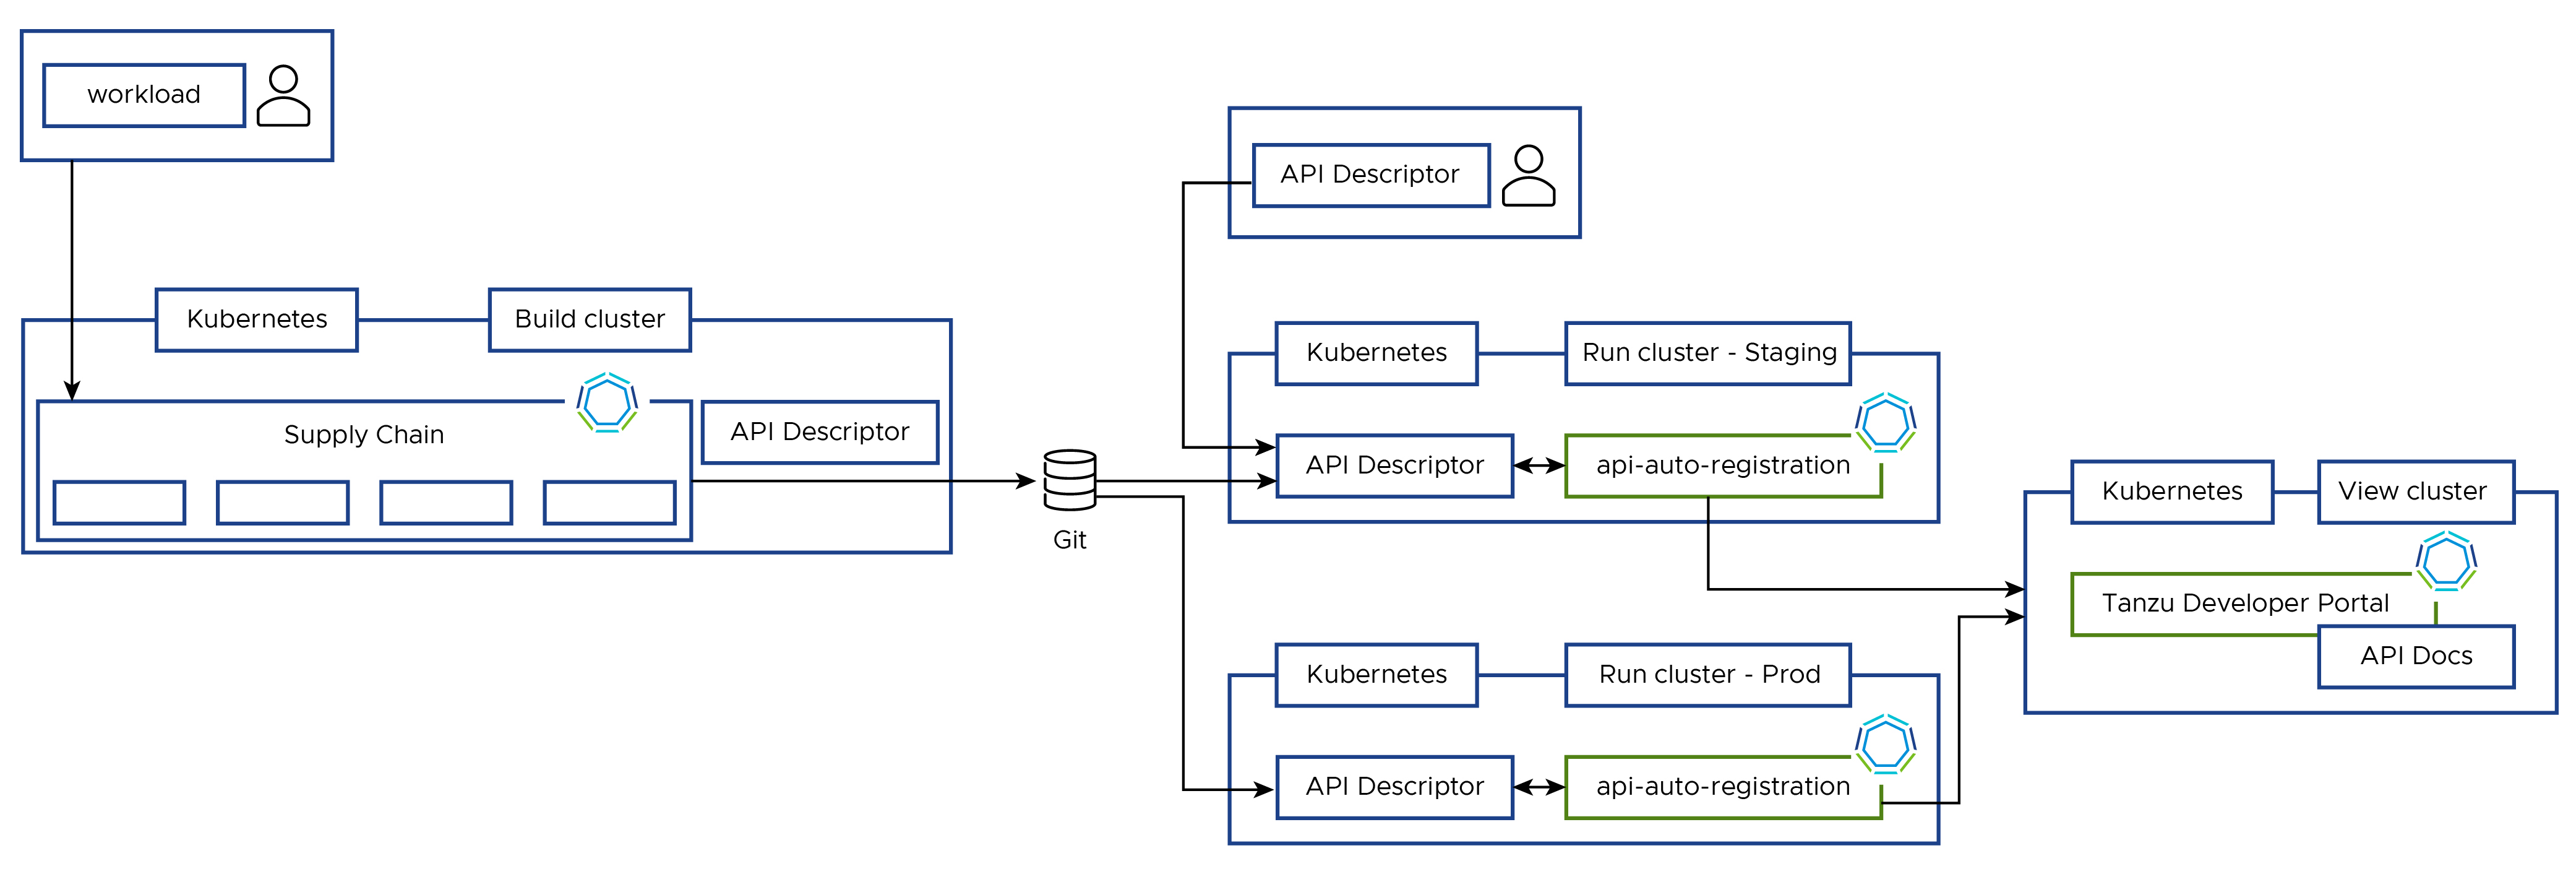 workload
API Descriptor
Kubernetes
Build cluster
Supply Chain
API Descriptor
Git
Kubernetes
Run cluster - Staging
API Descriptor
api-auto-registration
Kubernetes
Run cluster - Prod
API Descriptor
api-auto-registration
Kubernetes
View cluster
Tanzu Developer Portal
API Docs